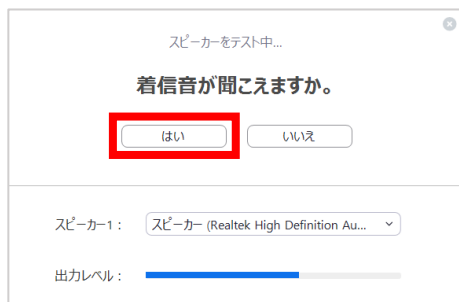 スピーカーをテスト中...
着信音が聞こえますか。
はい
いいえ
スピーカー1：
スピーカー (Realtek High Definition Au...
出力レベル：